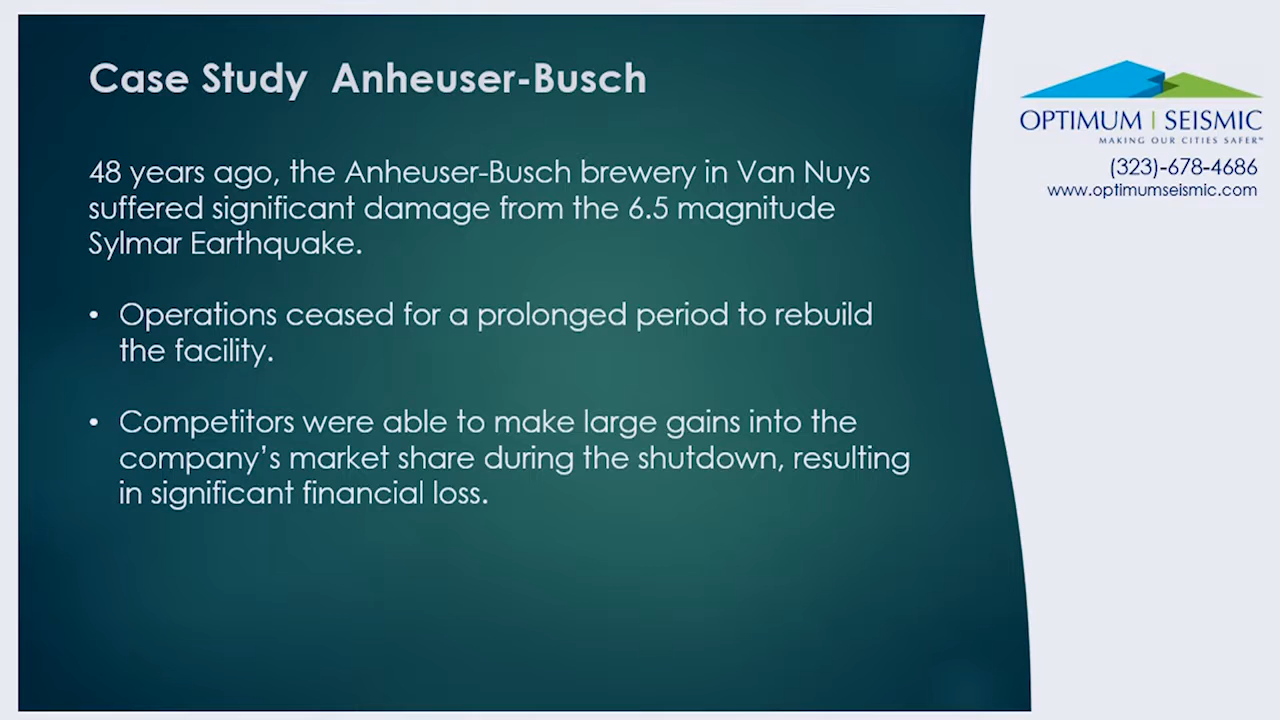 Case Study Anheuser-Busch
48 years ago, the Anheuser-Busch brewery in Van Nuys
suffered significant damage from the 6.5 magnitude
Sylmar Earthquake.
• Operations ceased for a prolonged period to rebuild
the facility.
• Competitors were able to make large gains into the
company’s market share during the shutdown, resulting
in significant financial loss.
OPTIMUM | SEISMIC
MAKING OUR CITIES SAFER™
(323)-678-4686
www.optimumseismic.com